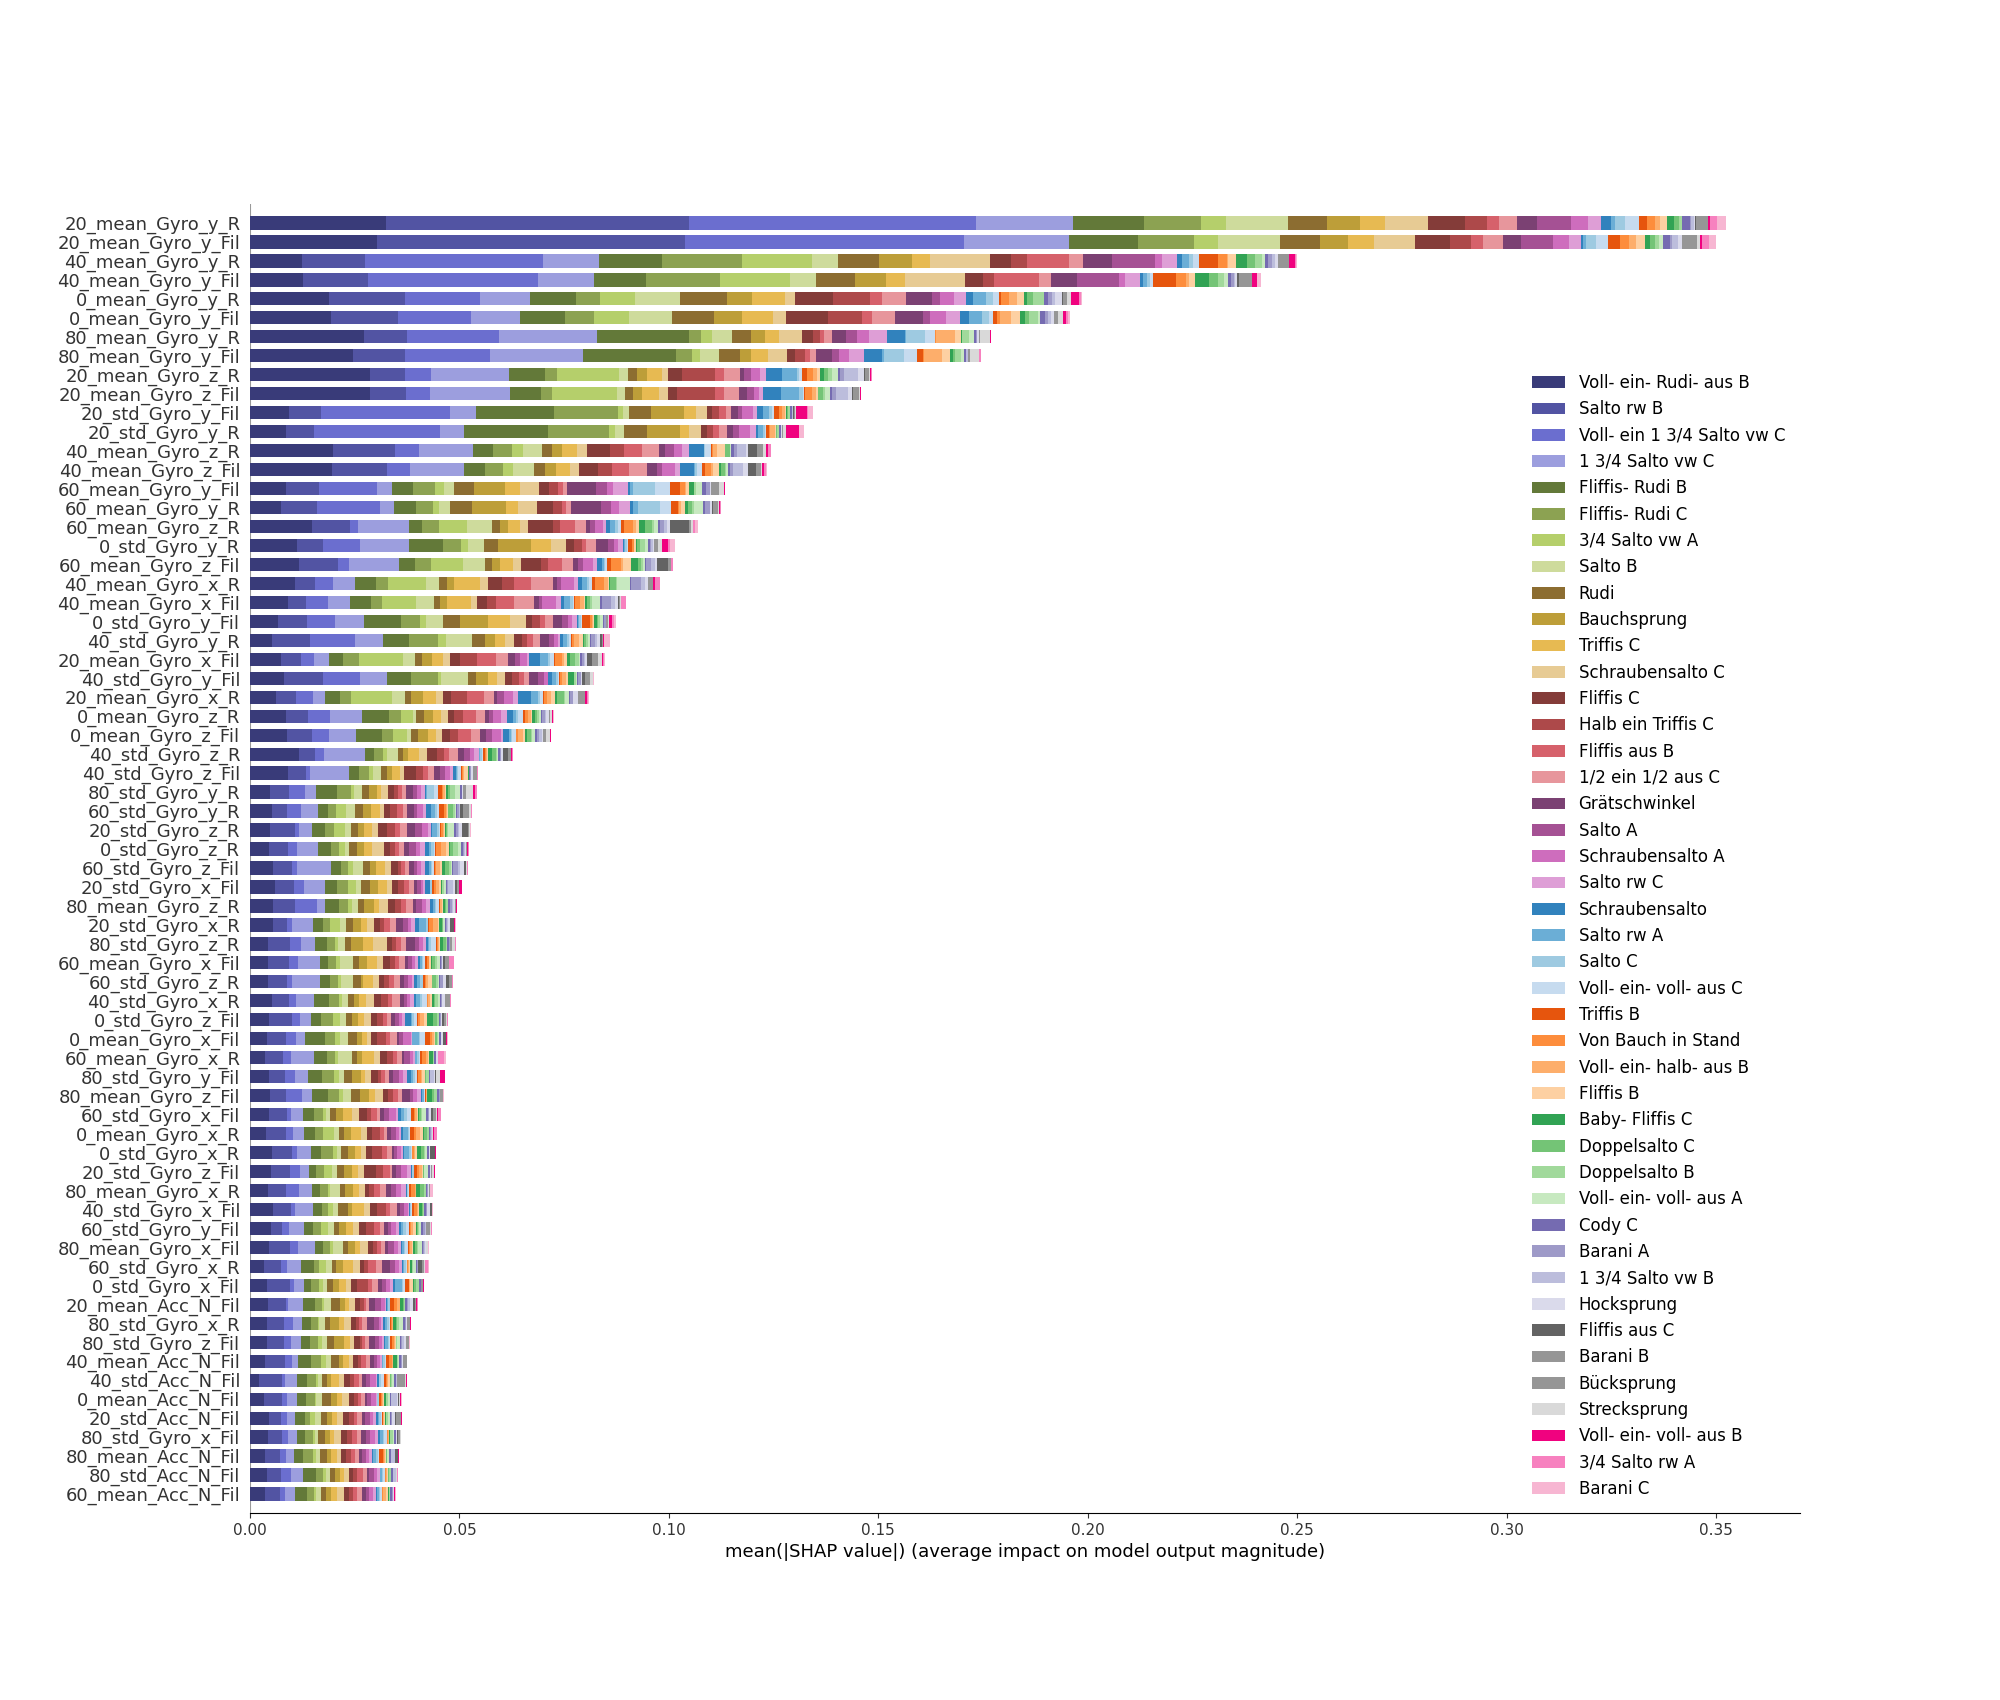 20_mean_Gyro_y_R
20_mean_Gyro_y_Fil
40_mean_Gyro_y_R
40_mean_Gyro_y_Fil
0_mean_Gyro_y_R
0_mean_Gyro_y_Fil
80_mean_Gyro_y_R
80_mean_Gyro_y_Fil
20_mean_Gyro_z_R
20_mean_Gyro_z_Fil
20_std_Gyro_y_Fil
20_std_Gyro_y_R
40_mean_Gyro_z_R
40_mean_Gyro_z_Fil
60_mean_Gyro_y_Fil
60_mean_Gyro_y_R
60_mean_Gyro_z_R
0_std_Gyro_y_R
60_mean_Gyro_z_Fil
40_mean_Gyro_x_R
40_mean_Gyro_x_Fil
0_std_Gyro_y_Fil
40_std_Gyro_y_R
20_mean_Gyro_x_Fil
40_std_Gyro_y_Fil
20_mean_Gyro_x_R
0_mean_Gyro_z_R
0_mean_Gyro_z_Fil
40_std_Gyro_z_R
40_std_Gyro_z_Fil
80_std_Gyro_y_R
60_std_Gyro_y_R
20_std_Gyro_z_R
0_std_Gyro_z_R
60_std_Gyro_z_Fil
20_std_Gyro_x_Fil
80_mean_Gyro_z_R
20_std_Gyro_x_R
80_std_Gyro_z_R
60_mean_Gyro_x_Fil
60_std_Gyro_z_R
40_std_Gyro_x_R
0_std_Gyro_z_Fil
0_mean_Gyro_x_Fil
60_mean_Gyro_x_R
80_std_Gyro_y_Fil
80_mean_Gyro_z_Fil
60_std_Gyro_x_Fil
0_mean_Gyro_x_R
0_std_Gyro_x_R
20_std_Gyro_z_Fil
80_mean_Gyro_x_R
40_std_Gyro_x_Fil
60_std_Gyro_y_Fil
80_mean_Gyro_x_Fil
60_std_Gyro_x_R
0_std_Gyro_x_Fil
20_mean_Acc_N_Fil
80_std_Gyro_x_R
80_std_Gyro_z_Fil
40_mean_Acc_N_Fil
40_std_Acc_N_Fil
0_mean_Acc_N_Fil
20_std_Acc_N_Fil
80_std_Gyro_x_Fil
80_mean_Acc_N_Fil
80_std_Acc_N_Fil
60_mean_Acc_N_Fil
Voll- ein- Rudi- aus B
Salto rw B
Voll- ein 1 3/4 Salto vw C
1 3/4 Salto vw C
Fliffis- Rudi B
Fliffis- Rudi C
3/4 Salto vw A
Salto B
Rudi
Bauchsprung
Triffis C
Schraubensalto C
Fliffis C
Halb ein Triffis C
Fliffis aus B
1/2 ein 1/2 aus C
Grätschwinkel
Salto A
Schraubensalto A
Salto rw C
Schraubensalto
Salto rw A
Salto C
Voll- ein- voll- aus C
Triffis B
Von Bauch in Stand
Voll- ein- halb- aus B
Fliffis B
Baby- Fliffis C
Doppelsalto C
Doppelsalto B
Voll- ein- voll- aus A
Cody C
Barani A
1 3/4 Salto vw B
Hocksprung
Fliffis aus C
Barani B
Bücksprung
Strecksprung
Voll- ein- voll- aus B
3/4 Salto rw A
Barani C
0.00 0.05 0.10 0.15 0.20 0.25 0.30 0.35
mean(|SHAP value|) (average impact on model output magnitude)